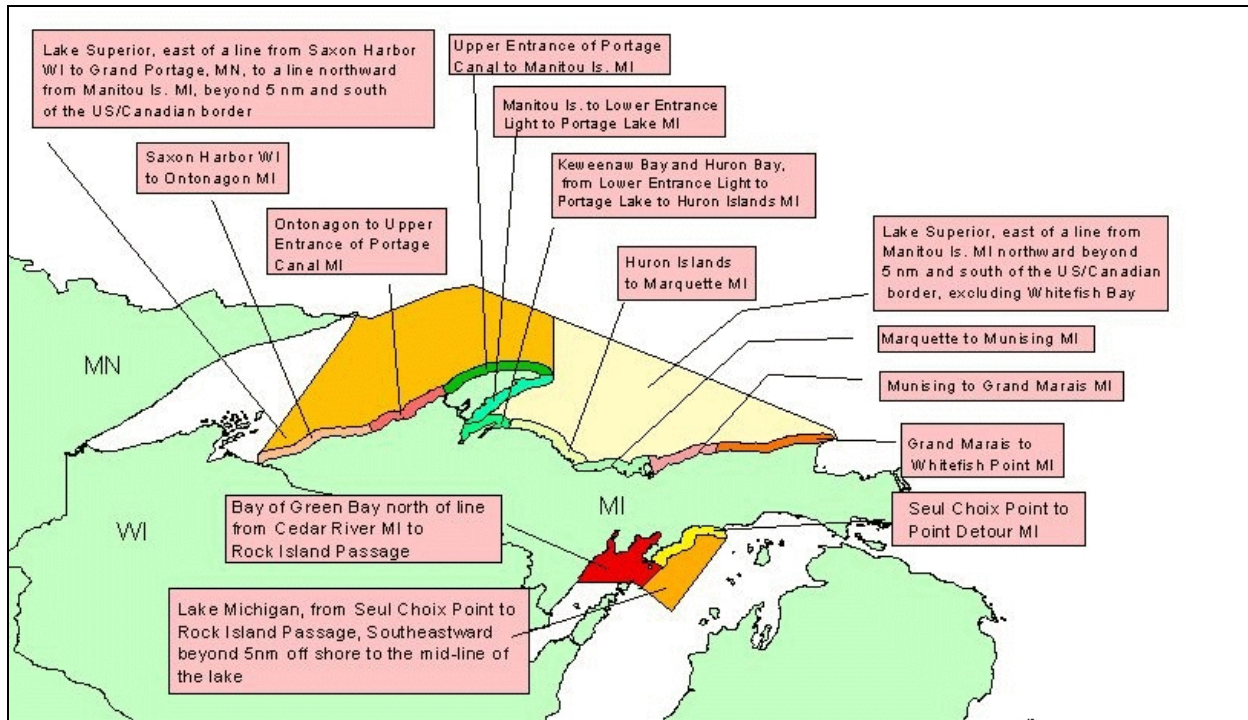 Lake Superior, east of a line from Saxon Harbor
WI to Grand Portage, MN, to a line northward
from Manitou Is. MI, beyond 5 nm and south
of the US/Canadian border
Upper Entrance of Portage
Canal to Manitou Is. MI
Manitou Is. to Lower Entrance
Light to Portage Lake MI
Saxon Harbor WI
to Ontonagon MI
Keweenaw Bay and Huron Bay,
from Lower Entrance Light to
Portage Lake to Huron Islands MI
Ontonagon to Upper
Entrance of Portage
Canal MI
Huron Islands
to Marquette MI
Lake Superior, east of a line from
Manitou Is. MI northward beyond
5 nm and south of the US/Canadian
border, excluding Whitefish Bay
Marquette to Munising MI
MN
Munising to Grand Marais MI
Grand Marais to
Whitefish Point MI
WI
MI
Bay of Green Bay north of line
from Cedar River MI to
Rock Island Passage
Seul Choix Point to
Point Detour MI
Lake Michigan, from Seul Choix Point to
Rock Island Passage, Southeastward
beyond 5nm off shore to the mid-line of
the lake